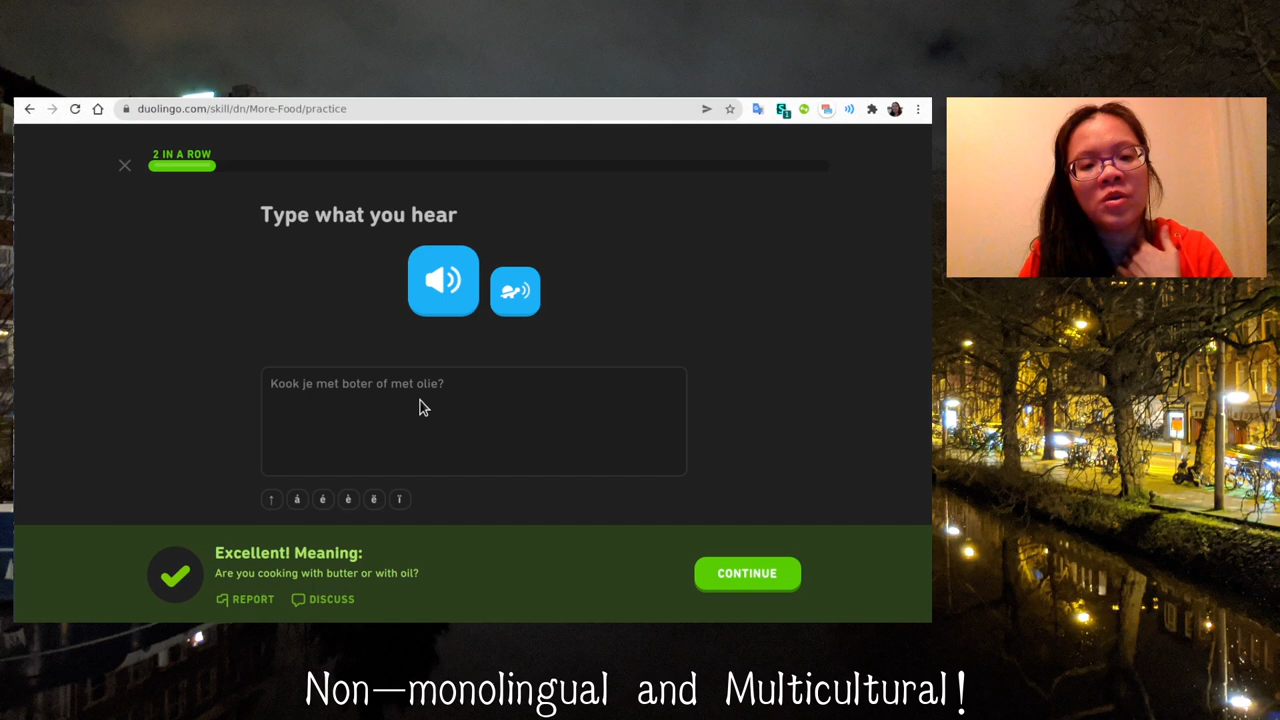 duolingo.com/skill/dn/More-Food/practice
2 IN A ROW
Type what you hear
Kook je met boter of met olie?
↑ á é è ë ï
Excellent! Meaning:
Are you cooking with butter or with oil?
REPORT DISCUSS
CONTINUE
Non-monolingual and Multicultural!